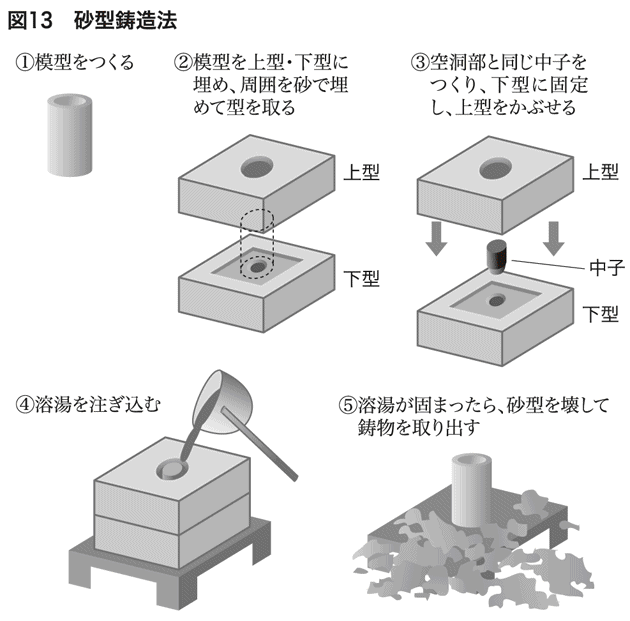 図13 砂型鋳造法
①模型をつくる
②模型を上型・下型に
埋め、周囲を砂で埋
めて型を取る
上型
下型
③空洞部と同じ中子を
つくり、下型に固定
し、上型をかぶせる
上型
中子
下型
④溶湯を注ぎ込む
⑤溶湯が固まったら、砂型を壊して
鋳物を取り出す